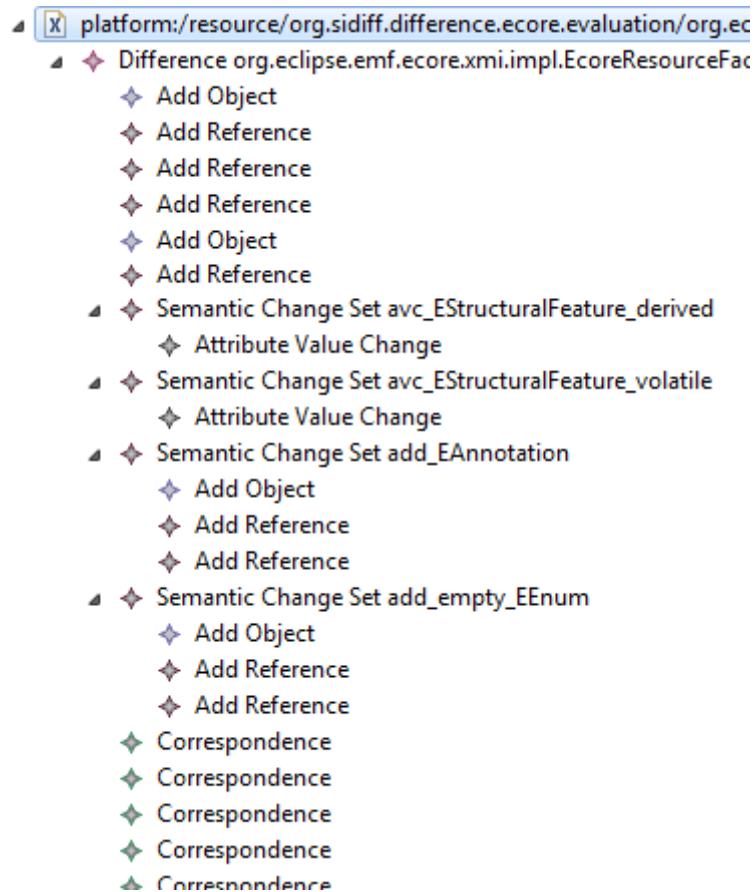 platform:/resource/org.sidiff.difference.ecore.evaluation/org.ec
Difference org.eclipse.emf.ecore.xmi.impl.EcoreResourceFac
Add Object
Add Reference
Add Reference
Add Reference
Add Object
Add Reference
Semantic Change Set avc_EStructuralFeature_derived
Attribute Value Change
Semantic Change Set avc_EStructuralFeature_volatile
Attribute Value Change
Semantic Change Set add_EAnnotation
Add Object
Add Reference
Add Reference
Semantic Change Set add_empty_EEnum
Add Object
Add Reference
Add Reference
Correspondence
Correspondence
Correspondence
Correspondence
Correspondence